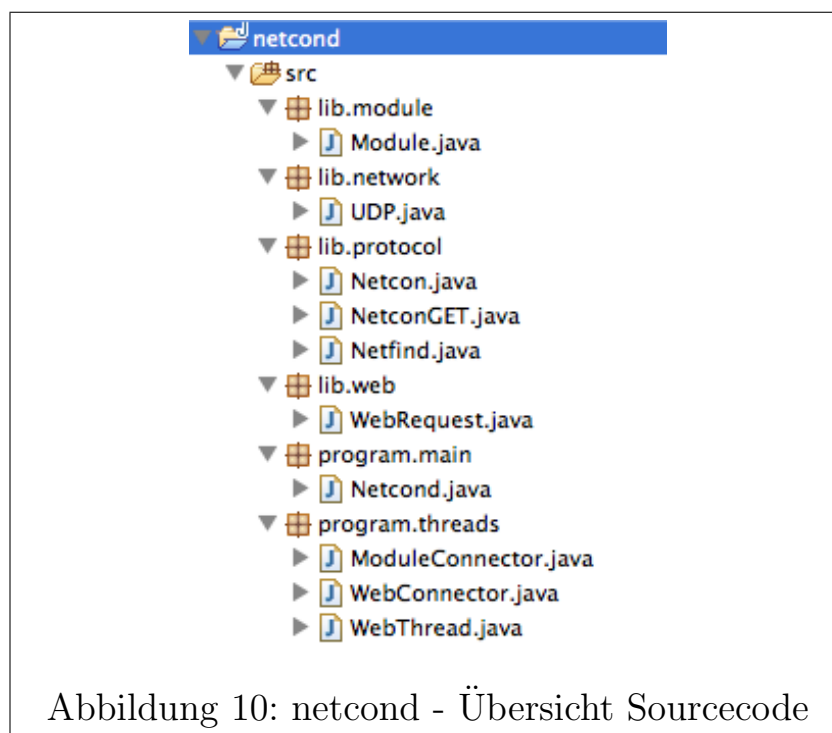 netcond
src
lib.module
Module.java
lib.network
UDP.java
lib.protocol
Netcon.java
NetconGET.java
Netfind.java
lib.web
WebRequest.java
program.main
Netcond.java
program.threads
ModuleConnector.java
WebConnector.java
WebThread.java
Abbildung 10: netcond - Übersicht Sourcecode